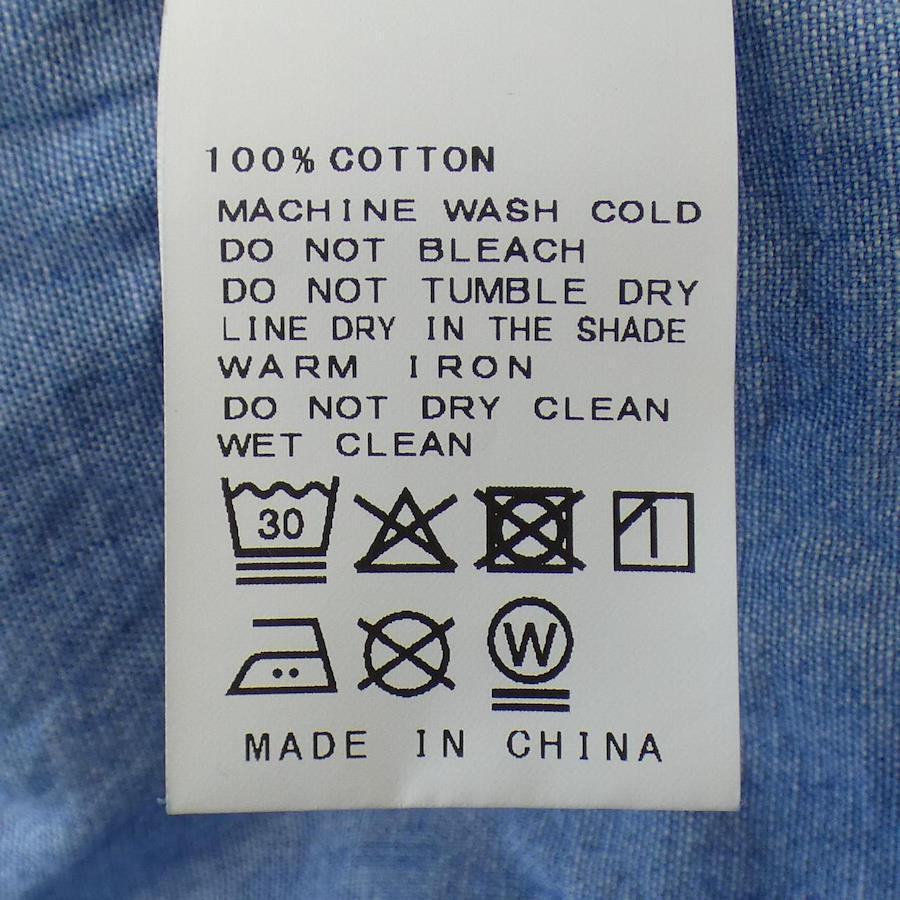 100% COTTON
MACHINE WASH COLD
DO NOT BLEACH
DO NOT TUMBLE DRY
LINE DRY IN THE SHADE
WARM IRON
DO NOT DRY CLEAN
WET CLEAN
30
W
MADE IN CHINA